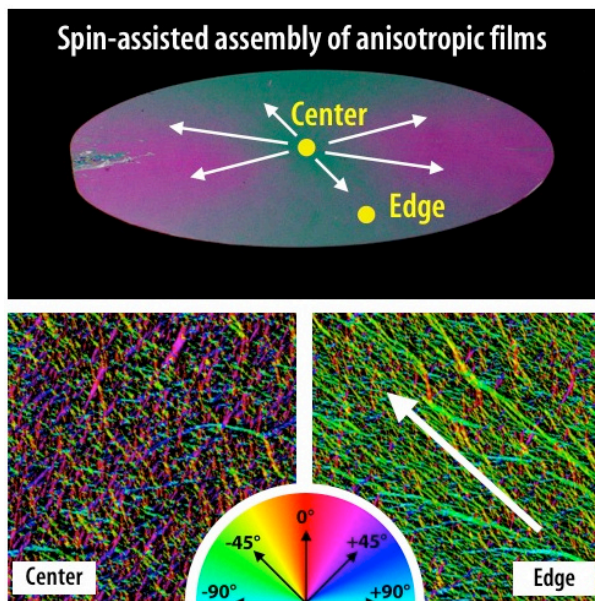 Spin-assisted assembly of anisotropic films
Center
Edge
0°
-45°
+45°
-90°
+90°
Center
Edge